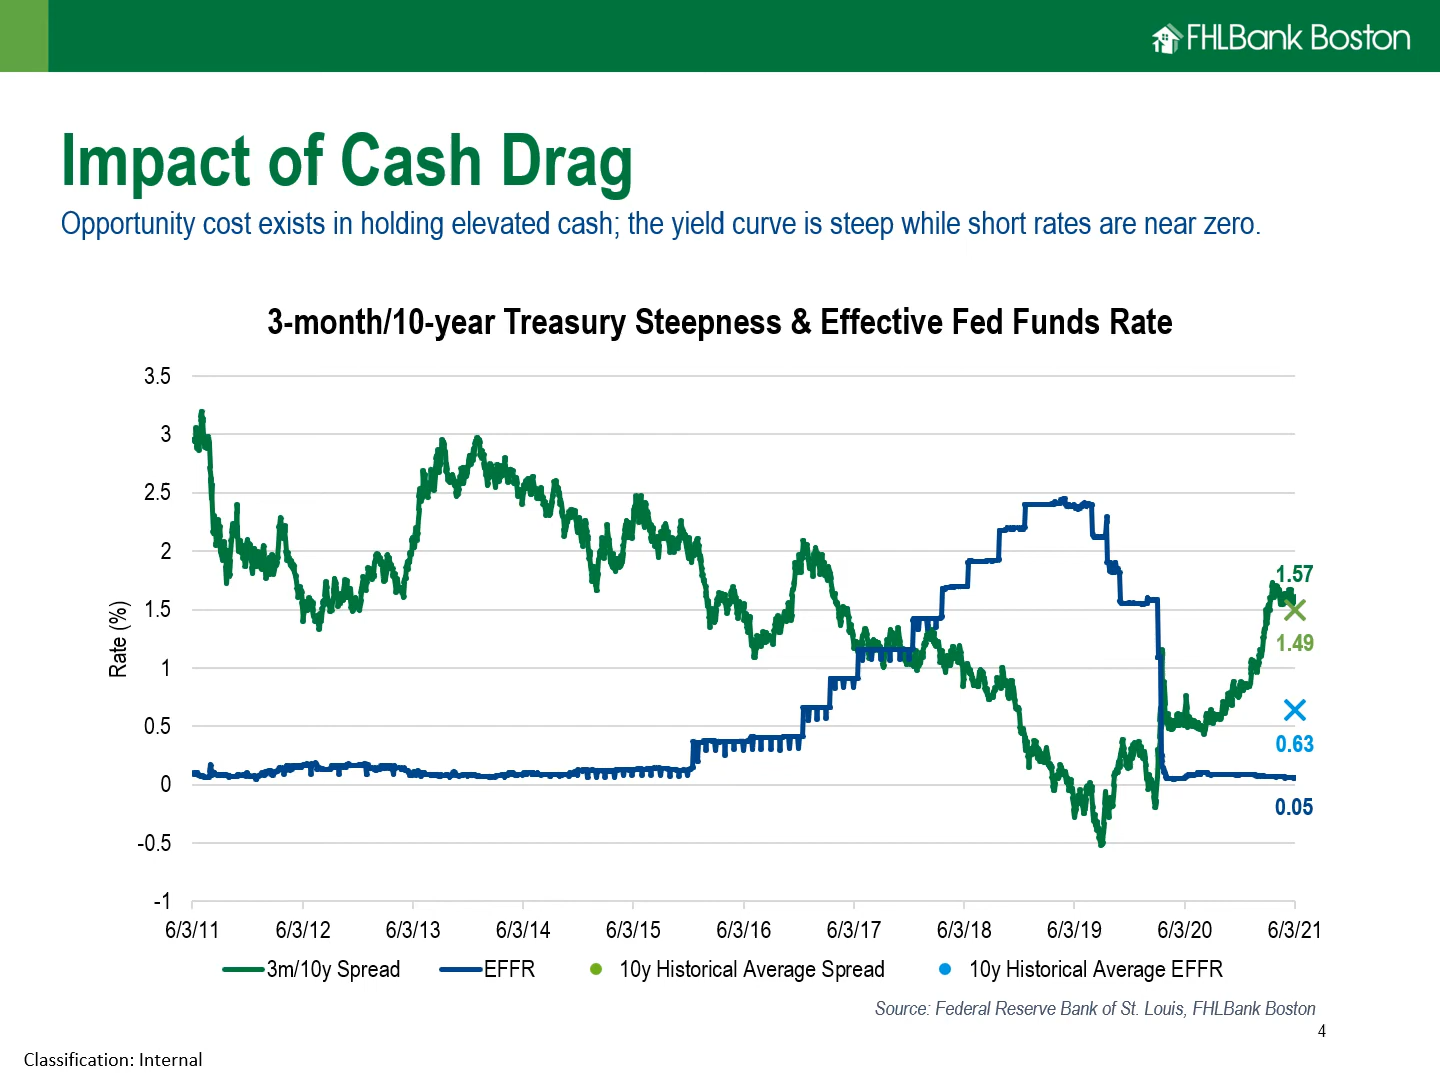 FHLBank Boston
Impact of Cash Drag
Opportunity cost exists in holding elevated cash; the yield curve is steep while short rates are near zero.
3-month/10-year Treasury Steepness & Effective Fed Funds Rate
3.5
3
2.5
2
1.5
1
0.5
0
-0.5
-1
Rate (%)
1.57
1.49
0.63
0.05
6/3/11 6/3/12 6/3/13 6/3/14 6/3/15 6/3/16 6/3/17 6/3/18 6/3/19 6/3/20 6/3/21
3m/10y Spread EFFR 10y Historical Average Spread 10y Historical Average EFFR
Source: Federal Reserve Bank of St. Louis, FHLBank Boston
4
Classification: Internal